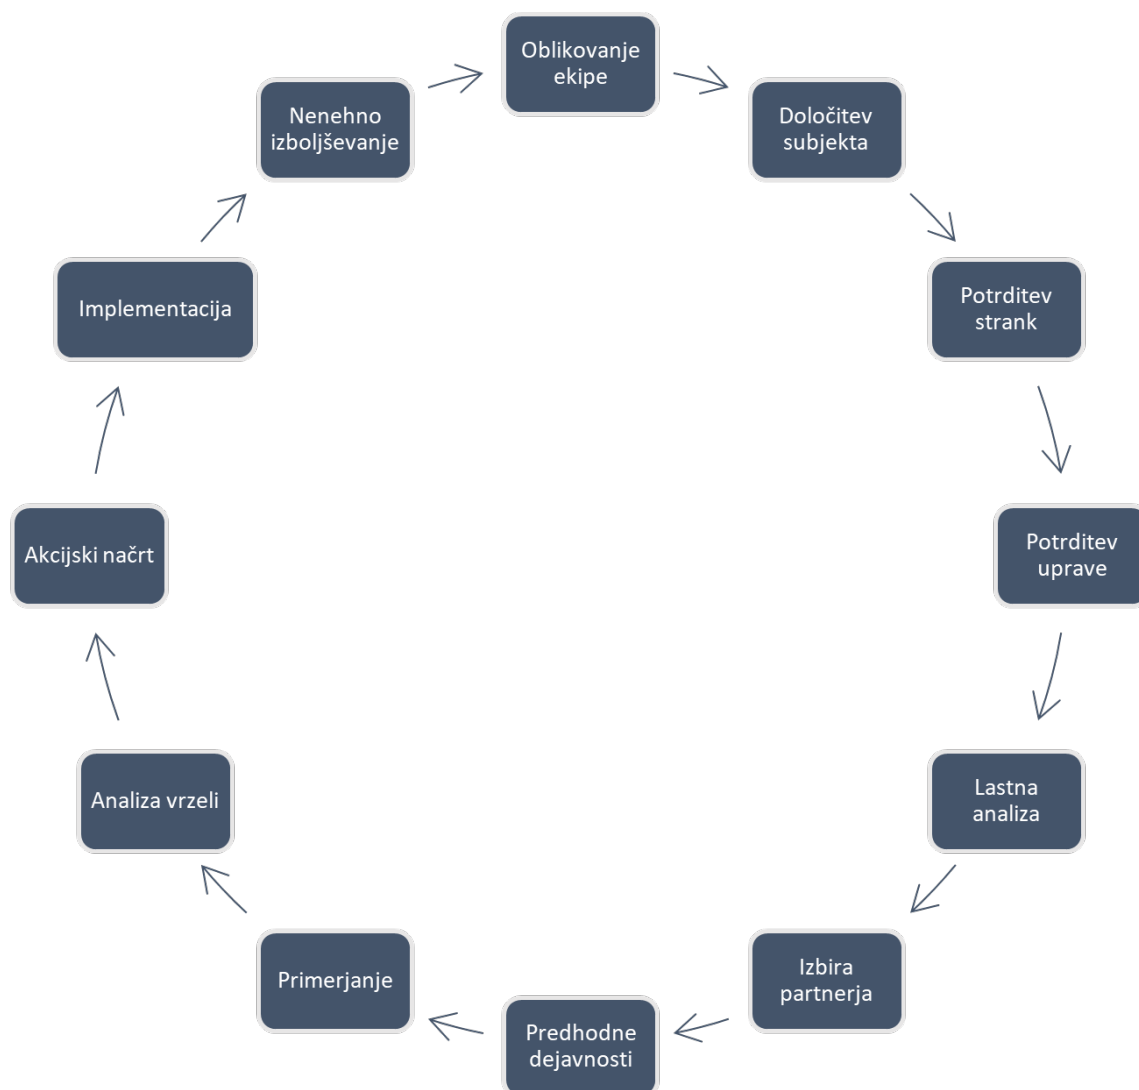 Oblikovanje
ekipe
Določitev
subjekta
Potrditev
strank
Potrditev
uprave
Lastna
analiza
Izbira
partnerja
Predhodne
dejavnosti
Primerjanje
Analiza vrzeli
Akcijski načrt
Implementacija
Nenehno
izboljševanje